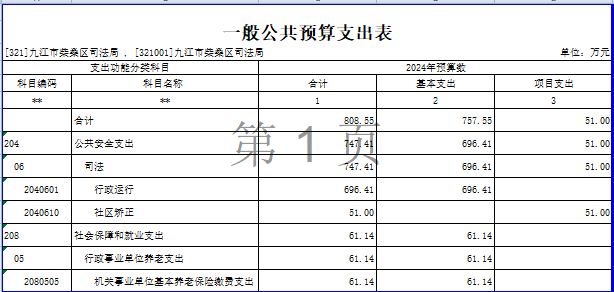 一般公共预算支出表
[321]九江市柴桑区司法局 , [321001]九江市柴桑区司法局 单位: 万元
支出功能分类科目 2024年预算数
科目编码 科目名称 合计 基本支出 项目支出
** ** 1 2 3
合计 808.55 757.55 51.00
204 公共安全支出 747.41 696.41 51.00
06 司法 747.41 696.41 51.00
2040601 行政运行 696.41 696.41
2040610 社区矫正 51.00 51.00
208 社会保障和就业支出 61.14 61.14
05 行政事业单位养老支出 61.14 61.14
2080505 机关事业单位基本养老保险缴费支出 61.14 61.14
第 1 页